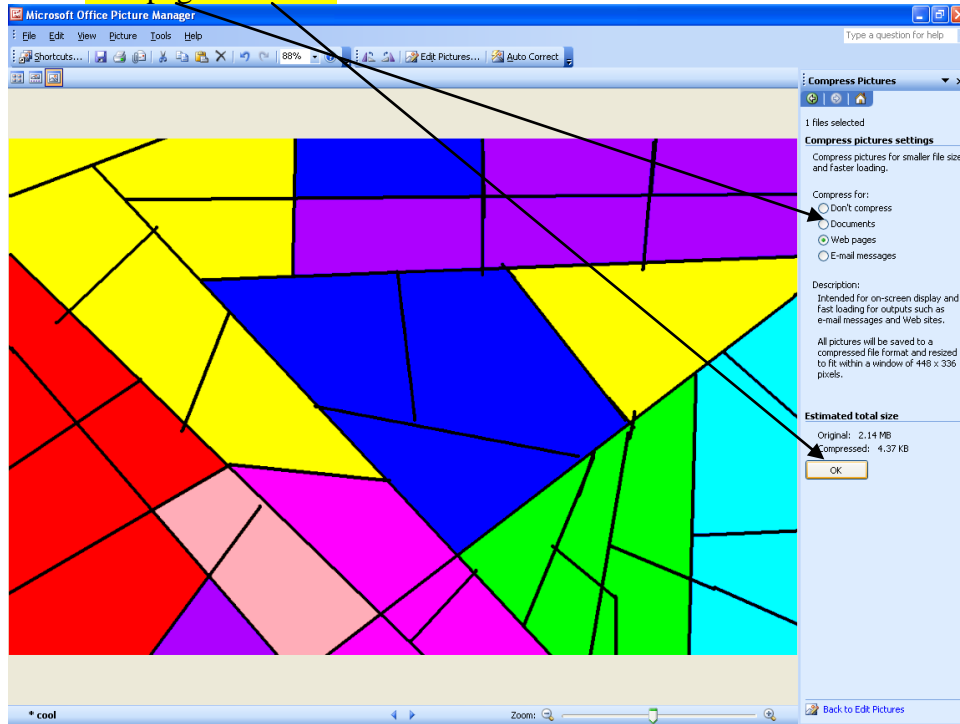 Microsoft Office Picture Manager
File Edit View Picture Tools Help
Type a question for help
Shortcuts... 88% Edit Pictures... Auto Correct
Compress Pictures
1 files selected
Compress pictures settings
Compress pictures for smaller file size
and faster loading.
Compress for:
Don't compress
Documents
Web pages
E-mail messages
Description:
Intended for on-screen display and
fast loading for outputs such as
e-mail messages and Web sites.
All pictures will be saved to a
compressed file format and resized
to fit within a window of 448 x 336
pixels.
Estimated total size
Original: 2.14 MB
Compressed: 4.37 KB
OK
Back to Edit Pictures
* cool
Zoom: